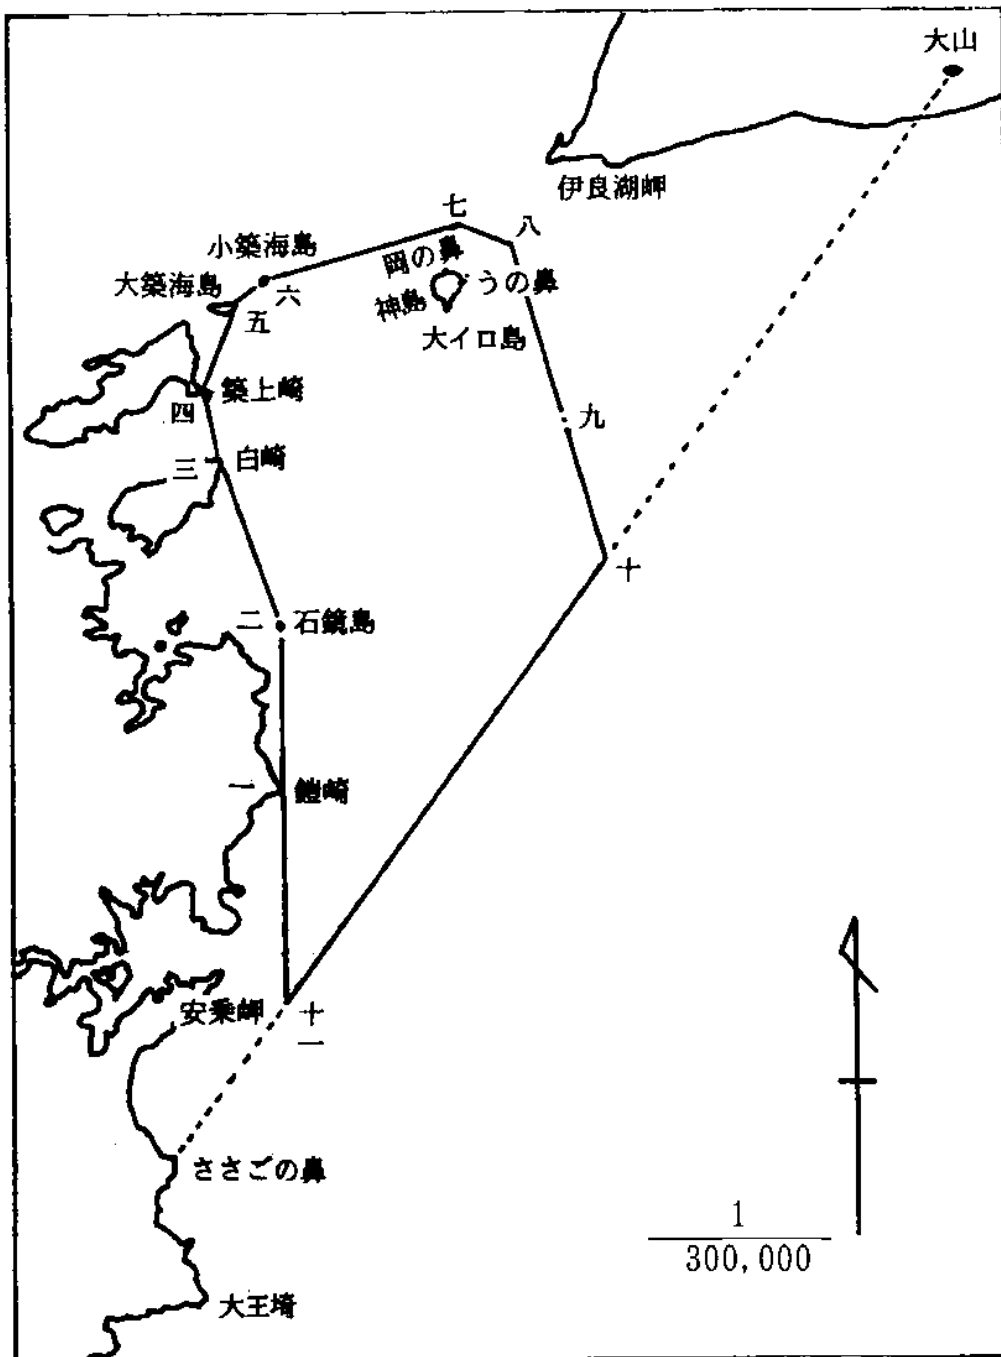 大山
伊良湖岬
七
八
小築海島
岡の鼻
大築海島
うの鼻
六
神島
五
大イロ島
築上崎
四
九
白崎
三
十
二
石鏡島
一
鎧崎
安乗岬
十一
ささごの鼻
1
300,000
大王埼